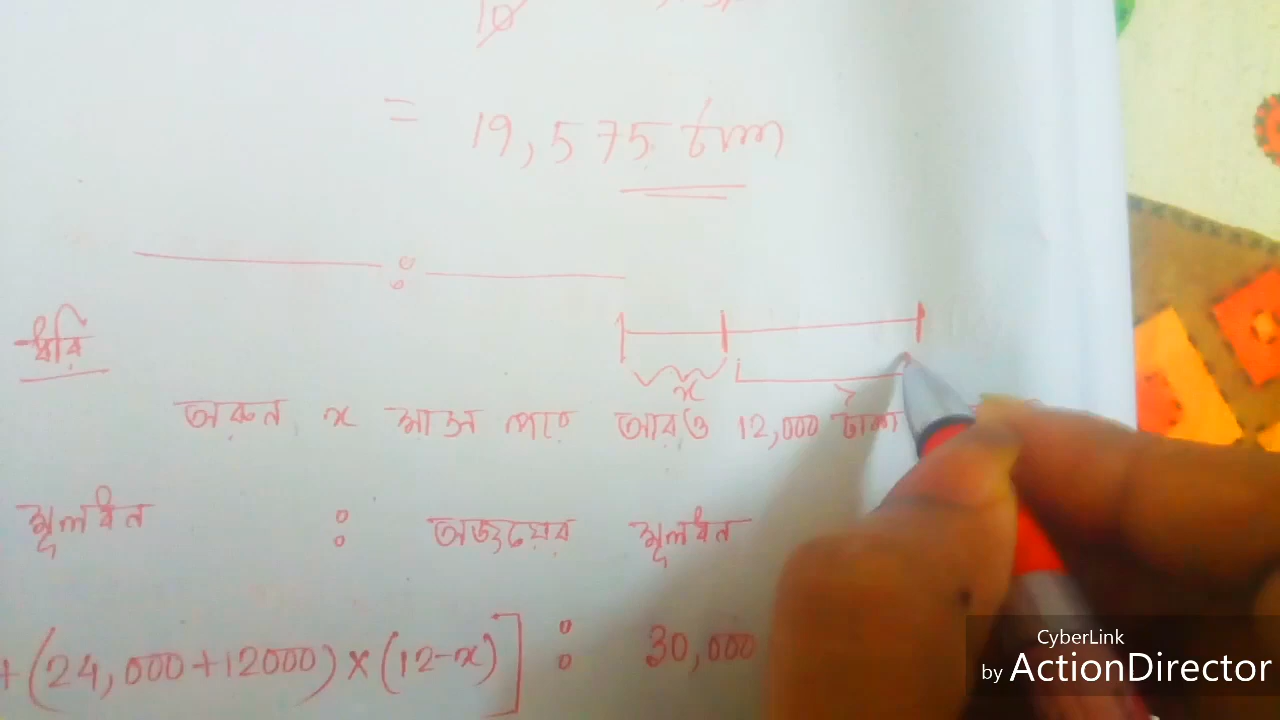 10
= 19,575 টাকা
ধরি
x
অরুন x মাস পরে আরও 12,000 টাকা
মূলধন : অজয়ের মূলধন
+ (24,000+12000) × (12-x)] : 30,000
CyberLink
by ActionDirector